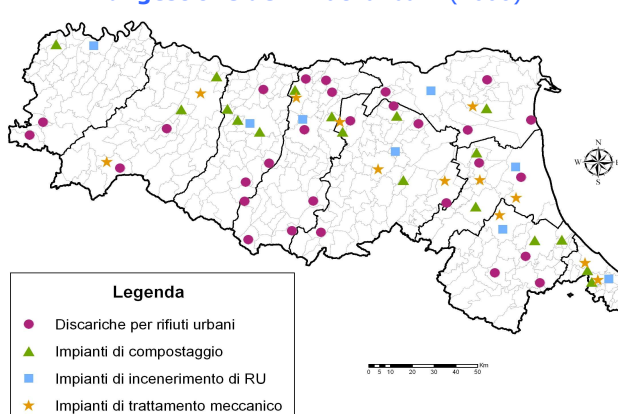 Legenda
Discariche per rifiuti urbani
Impianti di compostaggio
Impianti di incenerimento di RU
Impianti di trattamento meccanico
N
W E
S
0 5 10 20 30 40 50
Km